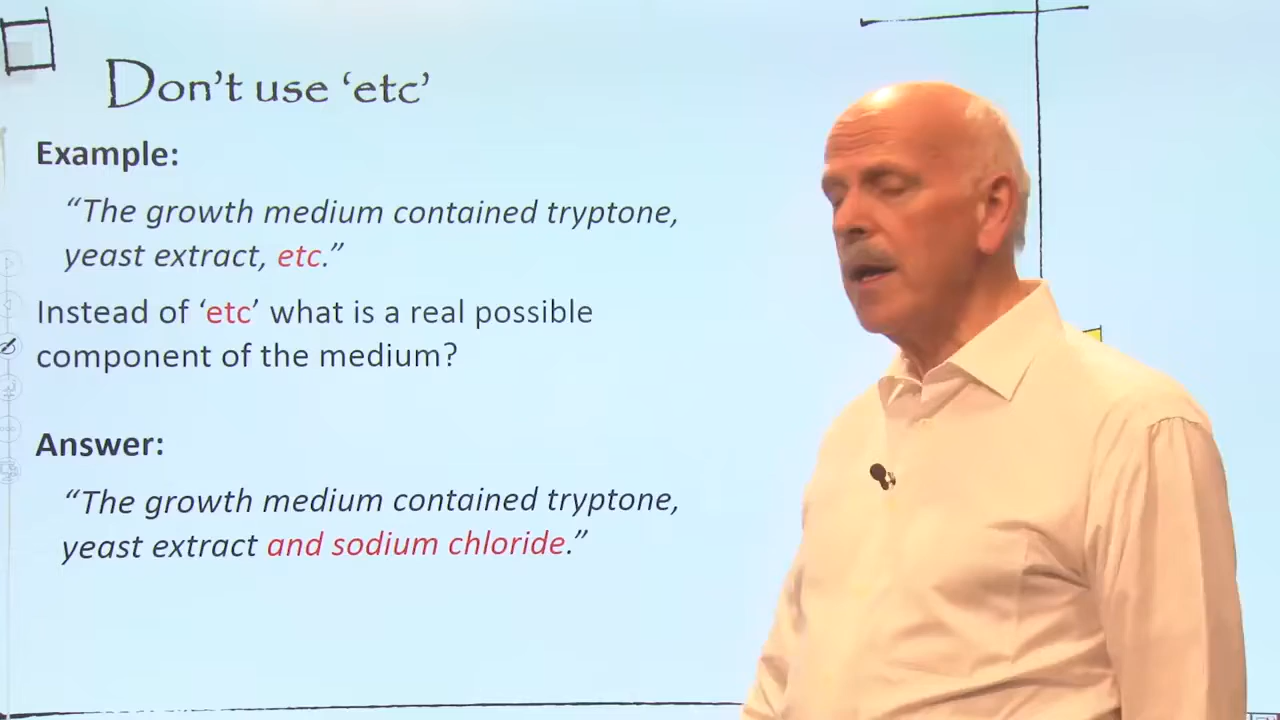 Don’t use ‘etc’
Example:
“The growth medium contained tryptone,
yeast extract, etc.”
Instead of ‘etc’ what is a real possible
component of the medium?
Answer:
“The growth medium contained tryptone,
yeast extract and sodium chloride.”